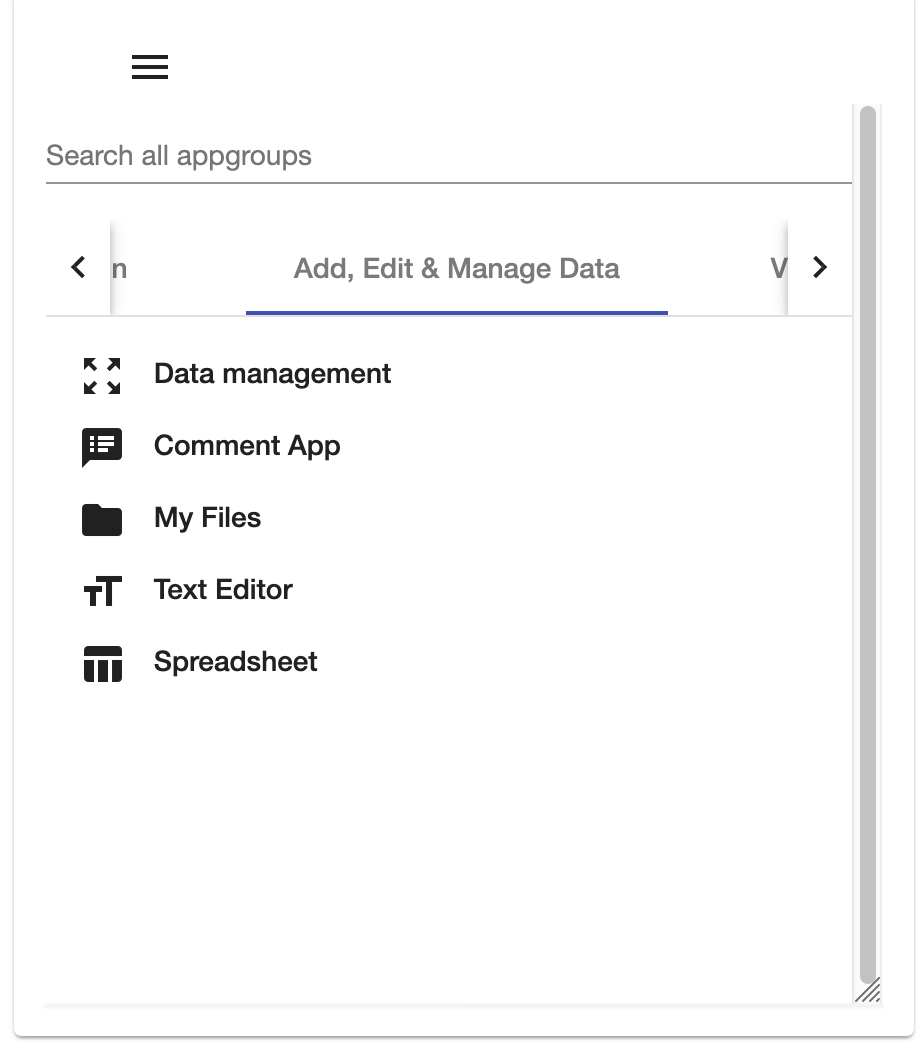 Search all appgroups
n Add, Edit & Manage Data V
Data management
Comment App
My Files
Text Editor
Spreadsheet